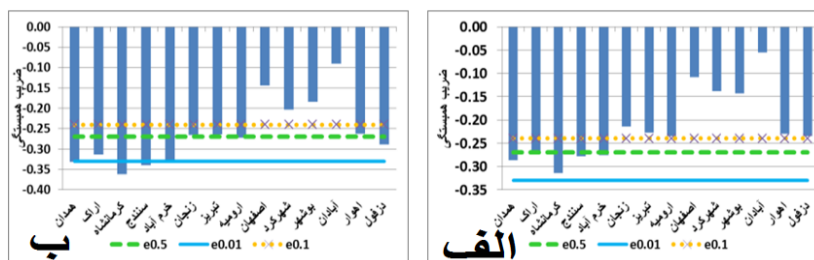 0.00
-0.05
-0.10
-0.15
-0.20
-0.25
-0.30
-0.35
ضریب همبستگی
همدان
اراک
کرمانشاه
سنندج
خرم آباد
زنجان
تبریز
ارومیه
اصفهان
شهرکرد
بوشهر
آبادان
اهواز
دزفول
e0.5 e0.01 e0.1
الف
0.00
-0.05
-0.10
-0.15
-0.20
-0.25
-0.30
-0.35
-0.40
ضریب همبستگی
همدان
اراک
کرمانشاه
سنندج
خرم آباد
زنجان
تبریز
ارومیه
اصفهان
شهرکرد
بوشهر
آبادان
اهواز
دزفول
e0.5 e0.01 e0.1
ب